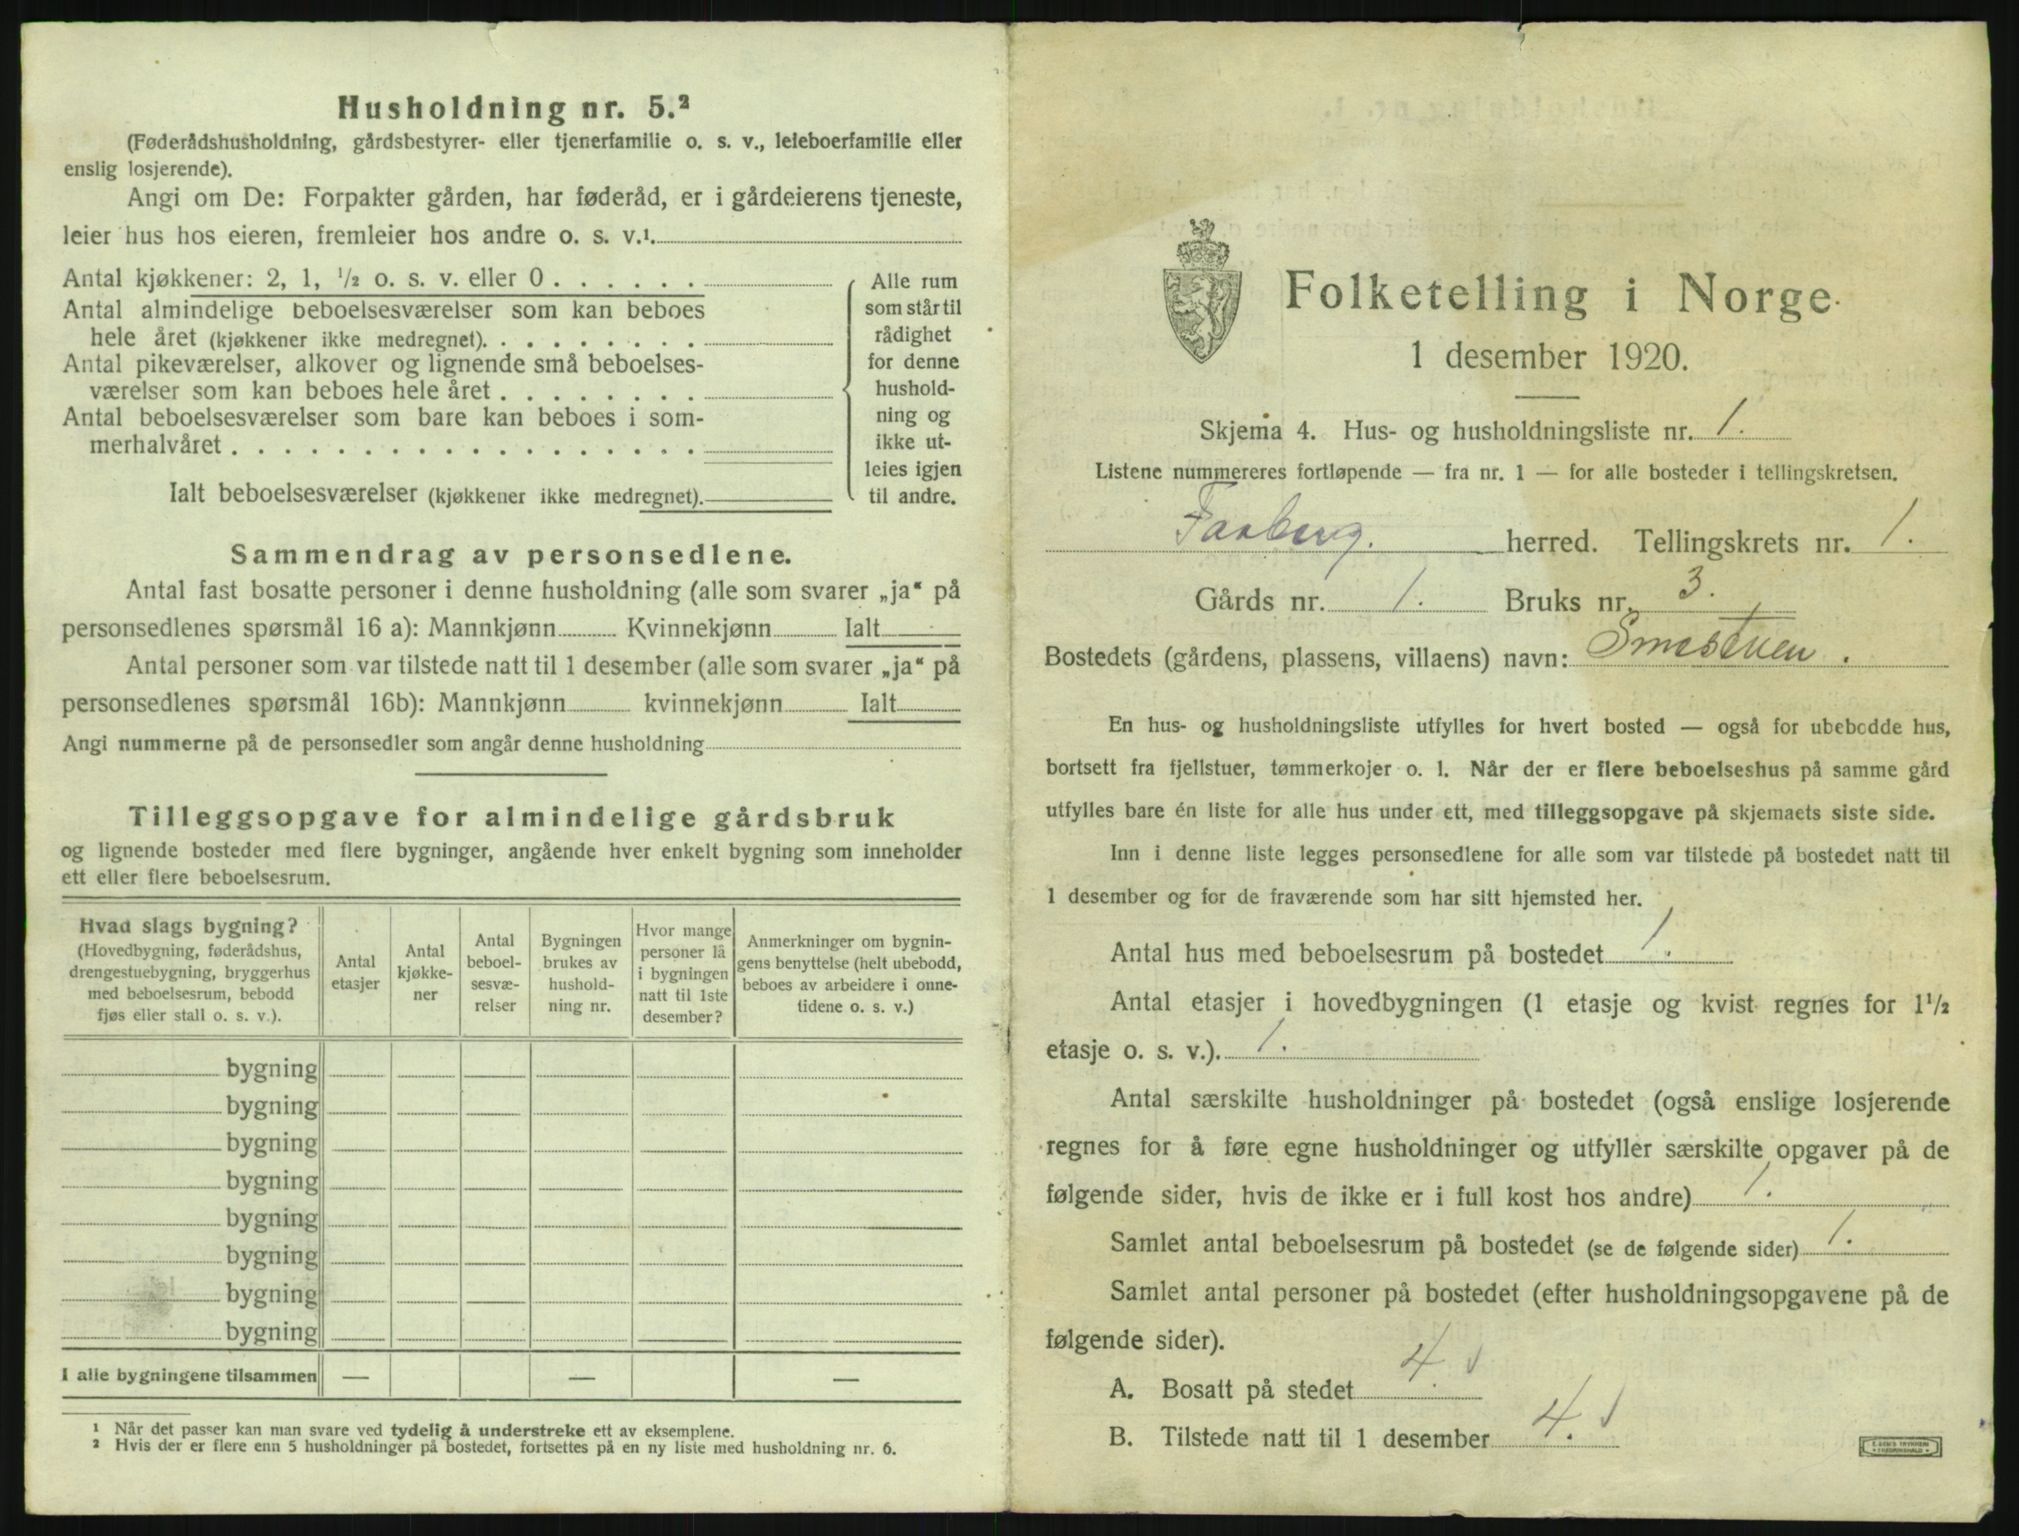 Husholdning nr. 5.²
(Føderådshusholdning, gårdsbestyrer- eller tjenerfamilie o. s. v., leieboerfamilie eller
enslig losjerende).
Angi om De: Forpakter gården, har føderåd, er i gårdeierens tjeneste,
leier hus hos eieren, fremleier hos andre o. s. v.¹.
Antal kjøkkener: 2, 1, ½ o. s. v. eller 0 . . . . . .
Antal almindelige beboelsesværelser som kan beboes
hele året (kjøkkener ikke medregnet). . . . . . . . .
Antal pikeværelser, alkover og lignende små beboelses-
værelser som kan beboes hele året . . . . . . . .
Antal beboelsesværelser som bare kan beboes i som-
merhalvåret . . . . . . . . . . . . . . . . . .
Ialt beboelsesværelser (kjøkkener ikke medregnet).
Alle rum
som står til
rådighet
for denne
hushold-
ning og
ikke ut-
leies igjen
til andre.
Sammendrag av personsedlene.
Antal fast bosatte personer i denne husholdning (alle som svarer „ja“ på
personsedlenes spørsmål 16 a): Mannkjønn Kvinnekjønn Ialt
Antal personer som var tilstede natt til 1 desember (alle som svarer „ja“ på
personsedlenes spørsmål 16b): Mannkjønn kvinnekjønn Ialt
Angi nummerne på de personsedler som angår denne husholdning
Tilleggsopgave for almindelige gårdsbruk
og lignende bosteder med flere bygninger, angående hver enkelt bygning som inneholder
ett eller flere beboelsesrum.
Hvad slags bygning?
(Hovedbygning, føderådshus,
drengestuebygning, bryggerhus
med beboelsesrum, bebodd
fjøs eller stall o. s. v.).
Antal
etasjer
Antal
kjøkke-
ner
Antal
beboel-
sesvæ-
relser
Bygningen
brukes av
hushold-
ning nr.
Hvor mange
personer lå
i bygningen
natt til 1ste
desember?
Anmerkninger om bygnin-
gens benyttelse (helt ubebodd,
beboes av arbeidere i onne-
tidene o. s. v.)
bygning
bygning
bygning
bygning
bygning
bygning
bygning
bygning
I alle bygningene tilsammen — — —
¹ Når det passer kan man svare ved tydelig å understreke ett av eksemplene.
² Hvis der er flere enn 5 husholdninger på bostedet, fortsettes på en ny liste med husholdning nr. 6.
Folketelling i Norge.
1 desember 1920.
Skjema 4. Hus- og husholdningsliste nr. 1.
Listene nummereres fortløpende — fra nr. 1 — for alle bosteder i tellingskretsen.
Faaberg. herred. Tellingskrets nr. 1.
Gårds nr. 1. Bruks nr. 3.
Bostedets (gårdens, plassens, villaens) navn: Smestuen.
En hus- og husholdningsliste utfylles for hvert bosted — også for ubebodde hus,
bortsett fra fjellstuer, tømmerkojer o. l. Når der er flere beboelseshus på samme gård
utfylles bare én liste for alle hus under ett, med tilleggsopgave på skjemaets siste side.
Inn i denne liste legges personsedlene for alle som var tilstede på bostedet natt til
1 desember og for de fraværende som har sitt hjemsted her.
Antal hus med beboelsesrum på bostedet 1.
Antal etasjer i hovedbygningen (1 etasje og kvist regnes for 1½
etasje o. s. v.). 1.
Antal særskilte husholdninger på bostedet (også enslige losjerende
regnes for å føre egne husholdninger og utfyller særskilte opgaver på de
følgende sider, hvis de ikke er i full kost hos andre) 1.
Samlet antal beboelsesrum på bostedet (se de følgende sider) 1.
Samlet antal personer på bostedet (efter husholdningsopgavene på de
følgende sider).
A. Bosatt på stedet 4.
B. Tilstede natt til 1 desember 4.